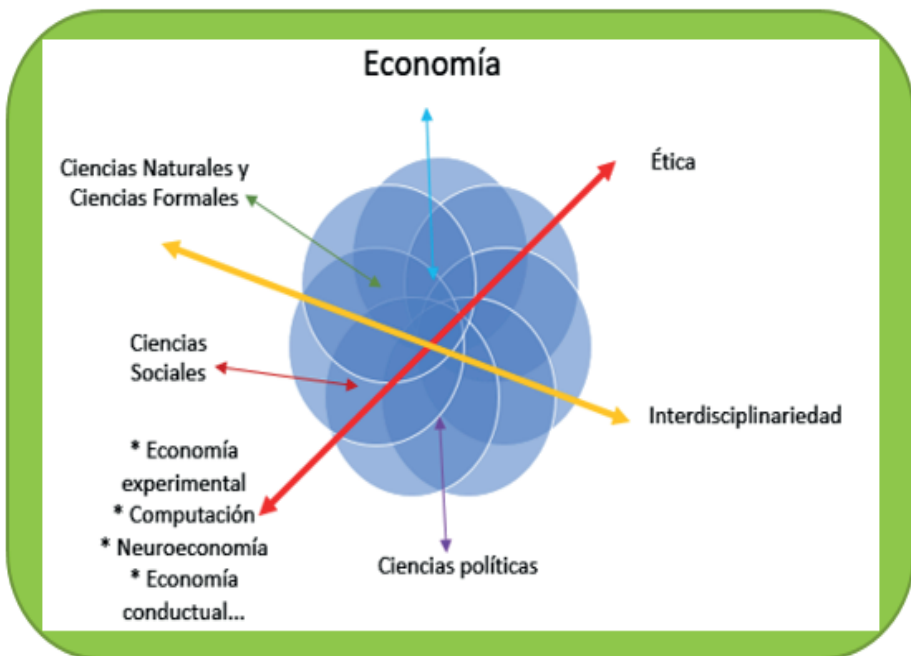 Economía
Ciencias Naturales y
Ciencias Formales
Ética
Ciencias
Sociales
Interdisciplinariedad
* Economía
experimental
* Computación
* Neuroeconomía
* Economía
conductual...
Ciencias políticas